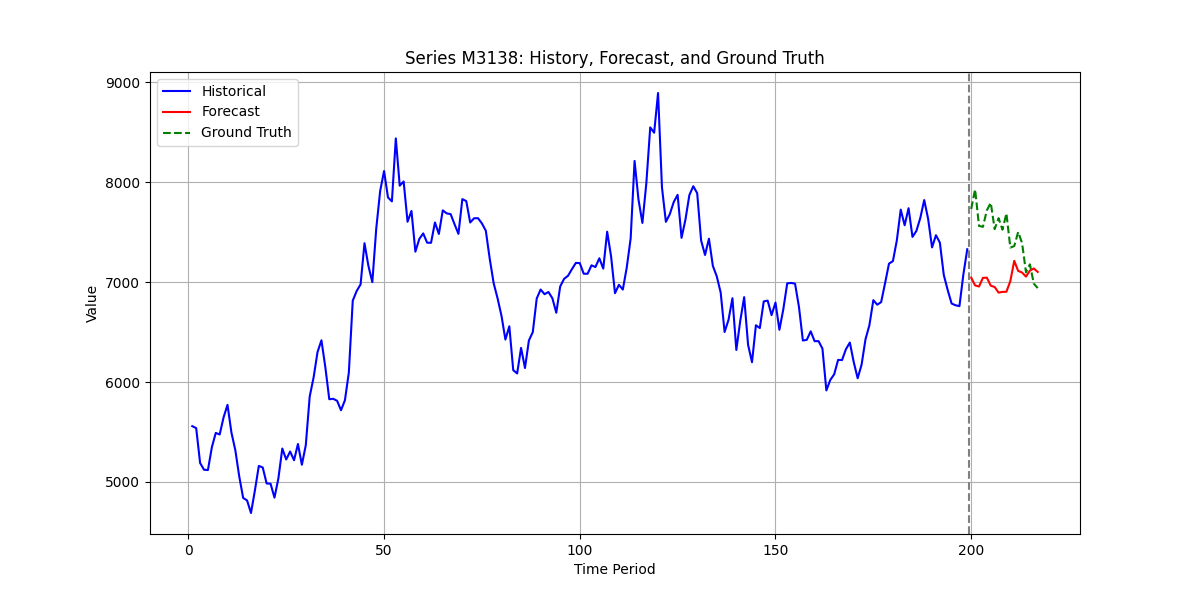 Series M3138: History, Forecast, and Ground Truth
Historical
Forecast
Ground Truth
Value
9000
8000
7000
6000
5000
0
50
100
150
200
Time Period